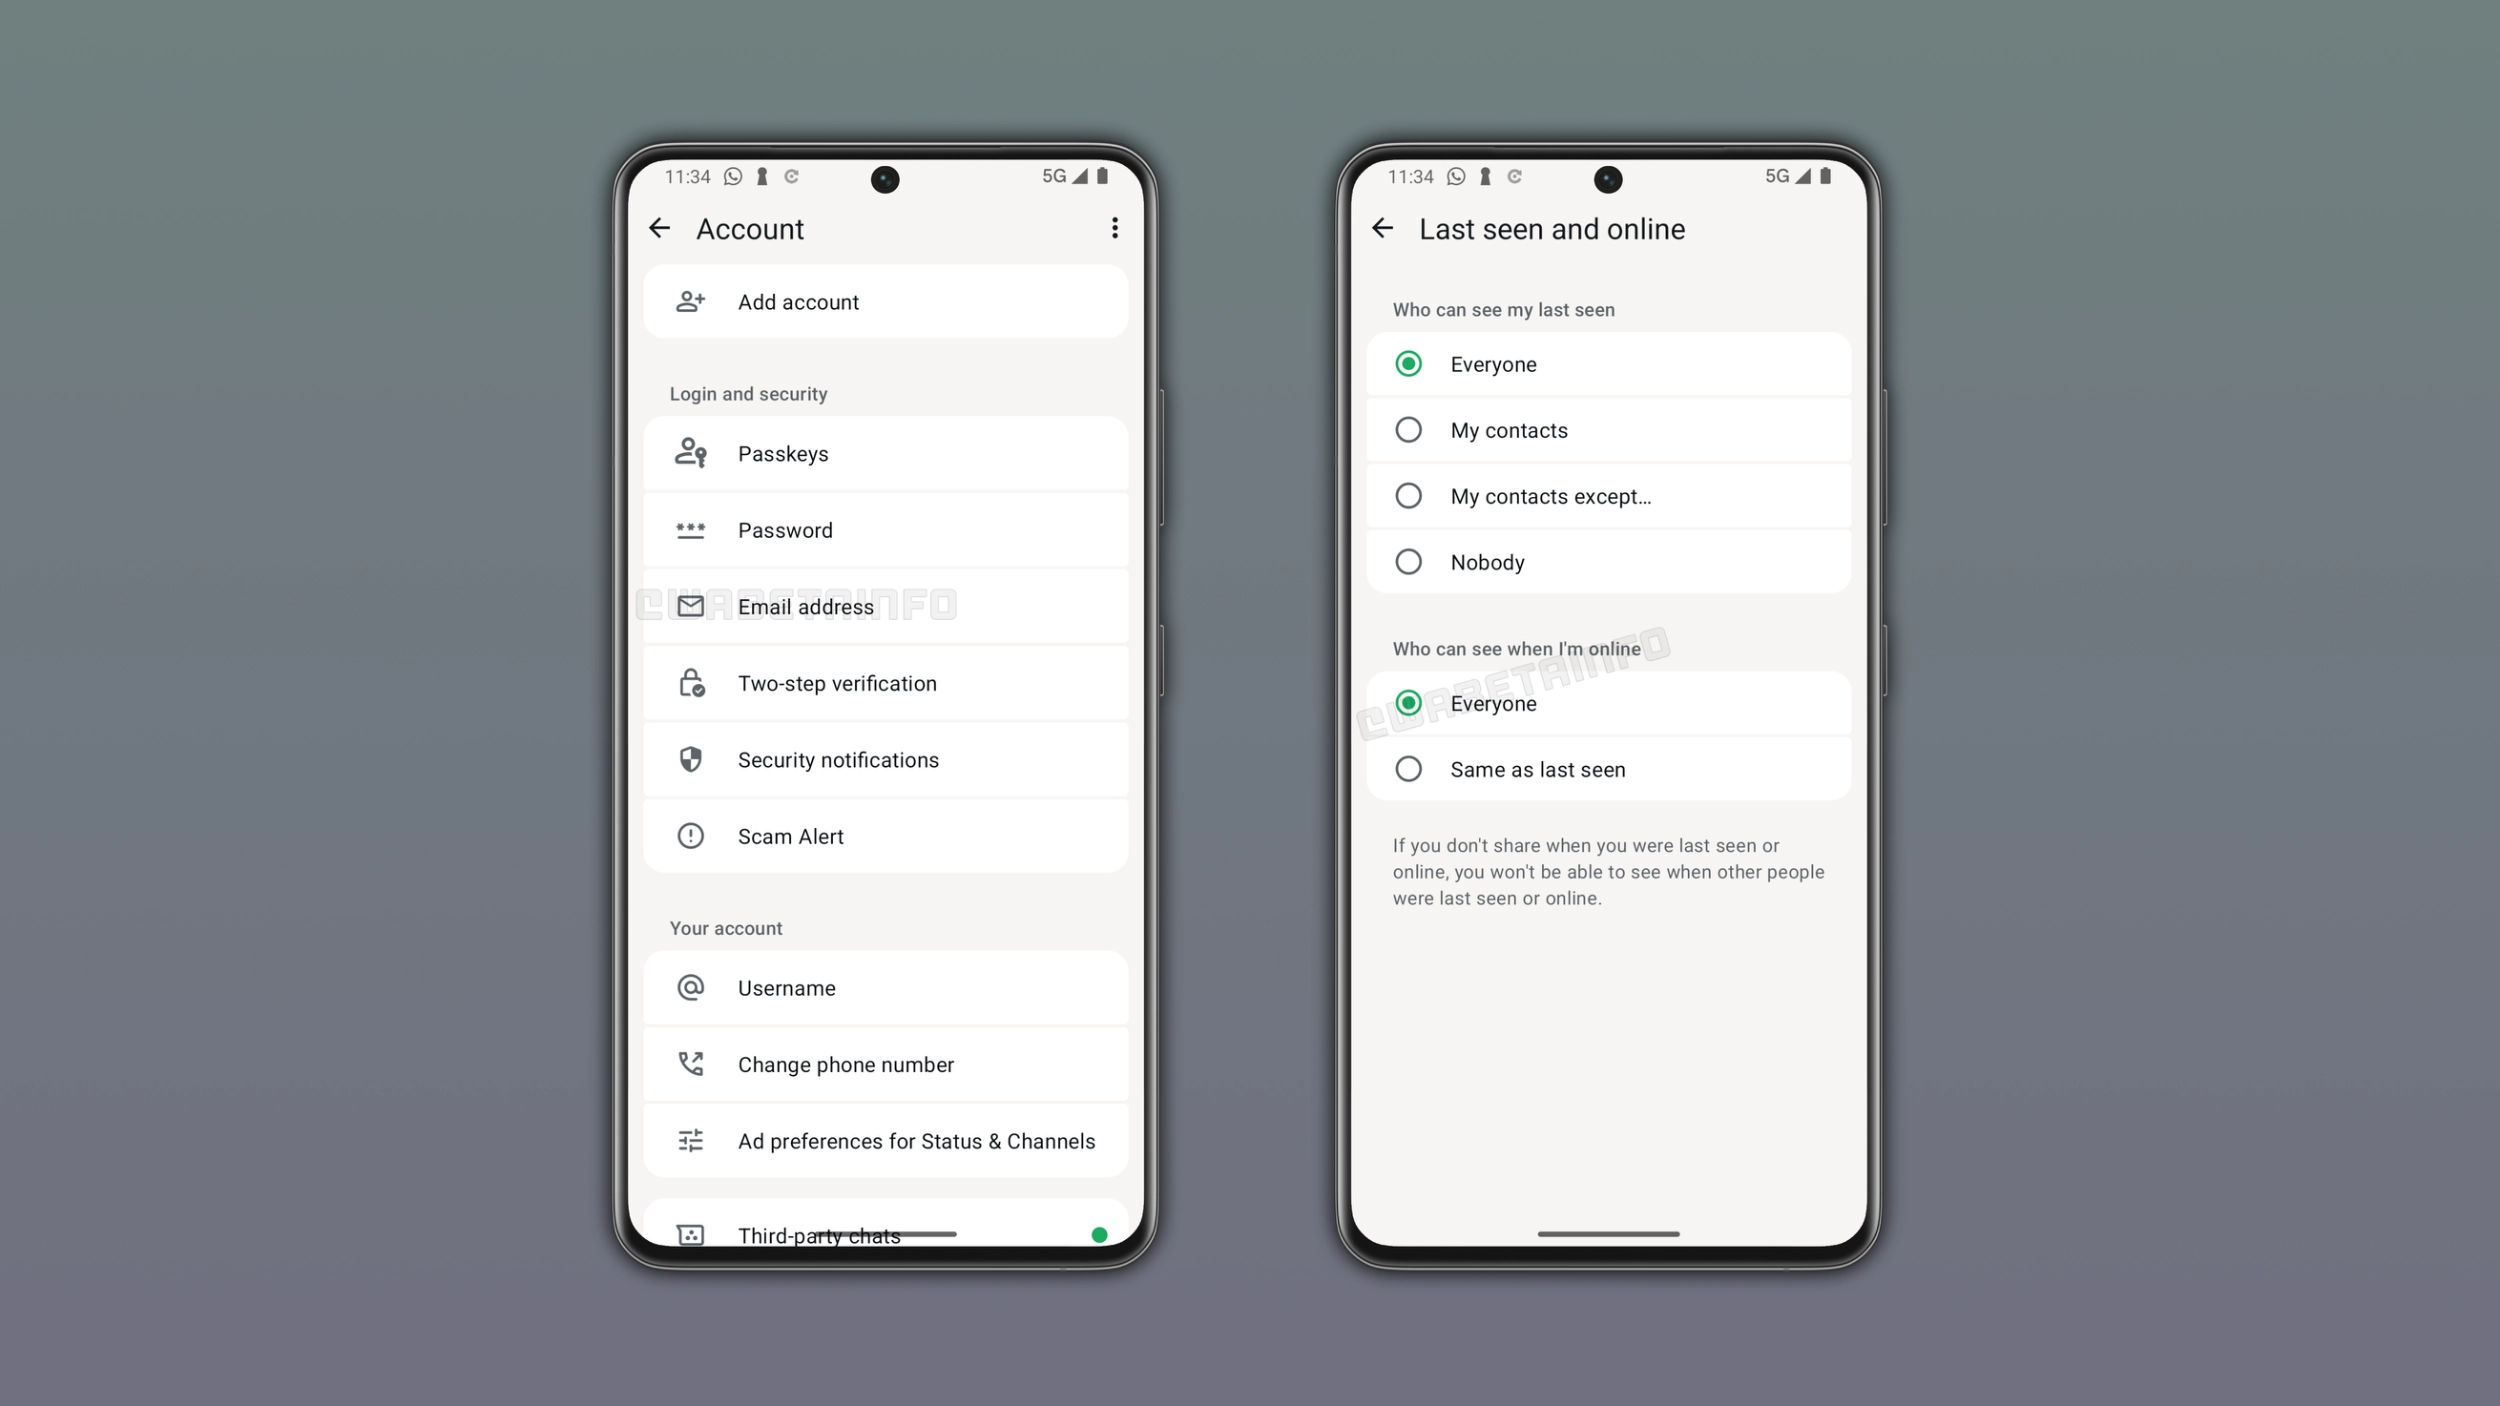 11:34
5G
Account
Add account
Login and security
Passkeys
Password
Email address
CWABETAINFO
Two-step verification
Security notifications
Scam Alert
Your account
Username
Change phone number
Ad preferences for Status & Channels
Third-party chats
11:34
5G
Last seen and online
Who can see my last seen
Everyone
My contacts
My contacts except...
Nobody
Who can see when I'm online
CWABETAINFO
Everyone
Same as last seen
If you don't share when you were last seen or
online, you won't be able to see when other people
were last seen or online.